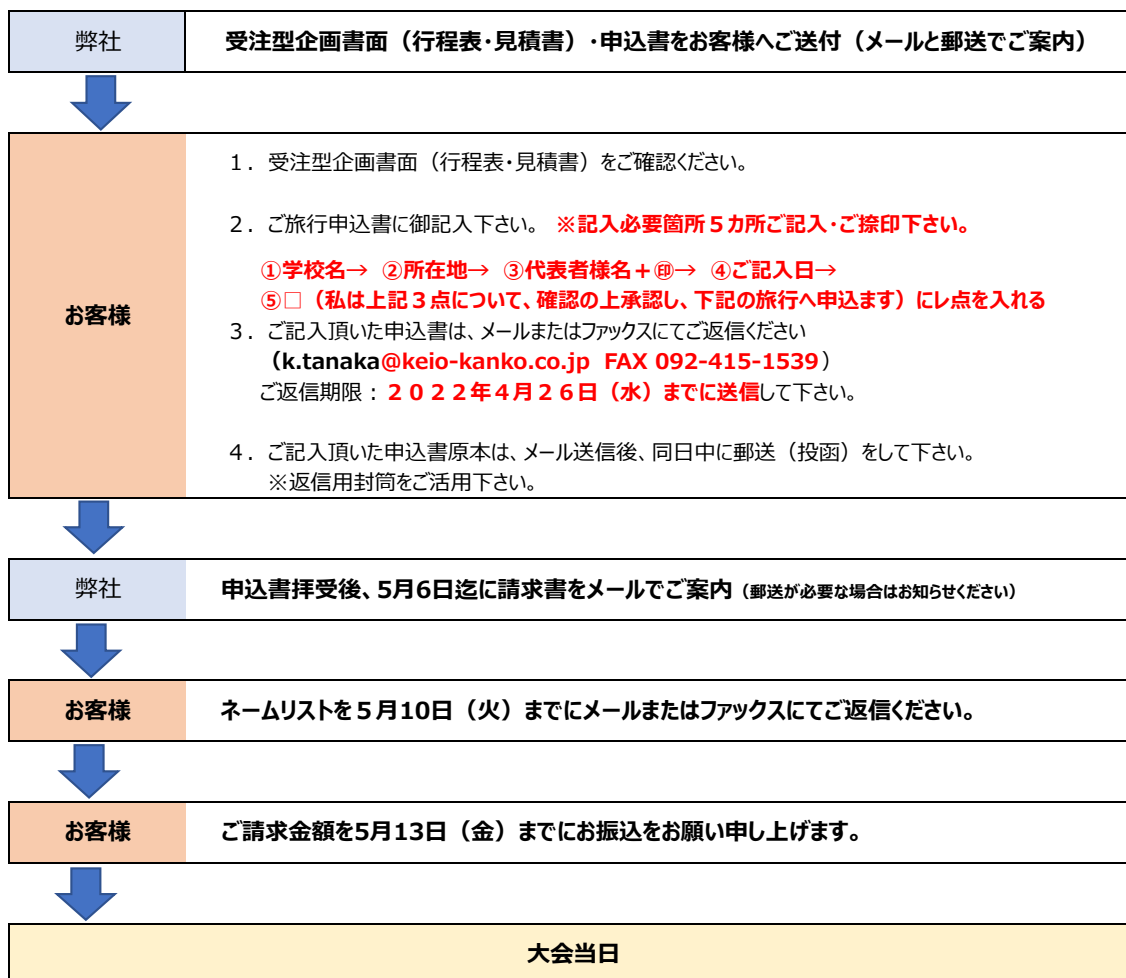 弊社
受注型企画書面（行程表・見積書）・申込書をお客様へご送付（メールと郵送でご案内）
お客様
１．受注型企画書面（行程表・見積書）をご確認ください。
２．ご旅行申込書に御記入下さい。 ※記入必要箇所５カ所ご記入・ご捺印下さい。
①学校名→ ②所在地→ ③代表者様名＋㊞→ ④ご記入日→
⑤□（私は上記３点について、確認の上承認し、下記の旅行へ申込ます）にレ点を入れる
３．ご記入頂いた申込書は、メールまたはファックスにてご返信ください
（k.tanaka@keio-kanko.co.jp FAX 092-415-1539）
ご返信期限：２０２２年４月２６日（水）までに送信して下さい。
４．ご記入頂いた申込書原本は、メール送信後、同日中に郵送（投函）をして下さい。
※返信用封筒をご活用下さい。
弊社
申込書拝受後、5月6日迄に請求書をメールでご案内（郵送が必要な場合はお知らせください）
お客様
ネームリストを５月10日（火）までにメールまたはファックスにてご返信ください。
お客様
ご請求金額を5月13日（金）までにお振込をお願い申し上げます。
大会当日